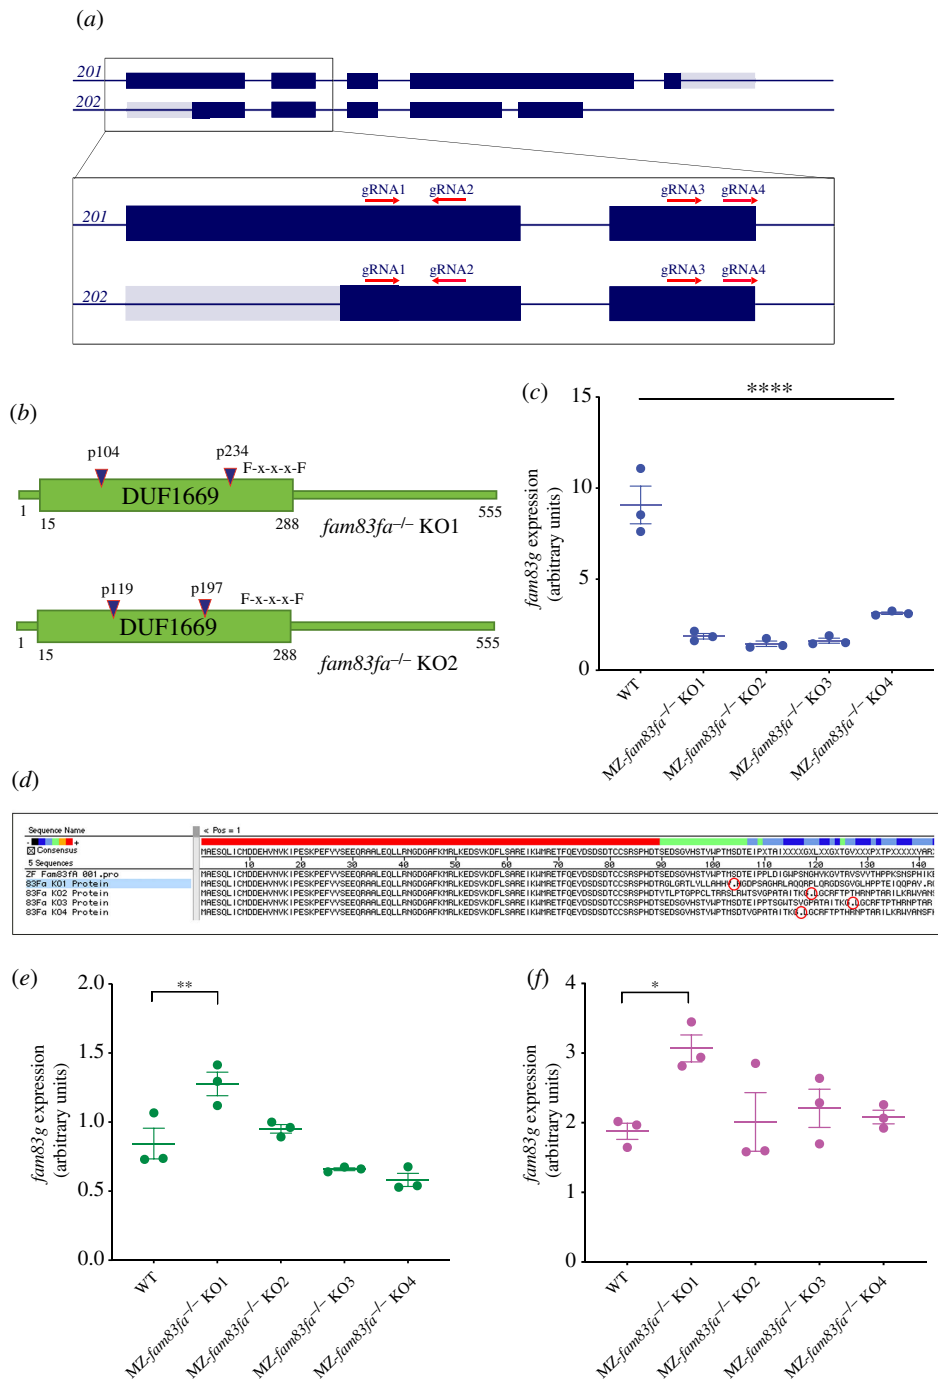 (a)
201
202
gRNA1 gRNA2 gRNA3 gRNA4
201
gRNA1 gRNA2 gRNA3 gRNA4
202
(b)
p104 p234
F-x-x-x-F
DUF1669
1 15 288 555
fam83fa–/– KO1
p119 p197
F-x-x-x-F
DUF1669
1 15 288 555
fam83fa–/– KO2
(c)
****
fam83g expression
(arbitrary units)
15
10
5
0
WT
MZ-fam83fa–/– KO1
MZ-fam83fa–/– KO2
MZ-fam83fa–/– KO3
MZ-fam83fa–/– KO4
(d)
Sequence Name
< Pos = 1
- +
Consensus
5 Sequences
10 20 30 40 50 60 70 80 90 100 110 120 130 140
ZF Fam83fA 001.pro
83Fa KO1 Protein
83Fa KO2 Protein
83Fa KO3 Protein
83Fa KO4 Protein
(e)
**
fam83g expression
(arbitrary units)
2.0
1.5
1.0
0.5
0.0
WT
MZ-fam83fa–/– KO1
MZ-fam83fa–/– KO2
MZ-fam83fa–/– KO3
MZ-fam83fa–/– KO4
(f)
*
fam83g expression
(arbitrary units)
4
3
2
1
0
WT
MZ-fam83fa–/– KO1
MZ-fam83fa–/– KO2
MZ-fam83fa–/– KO3
MZ-fam83fa–/– KO4